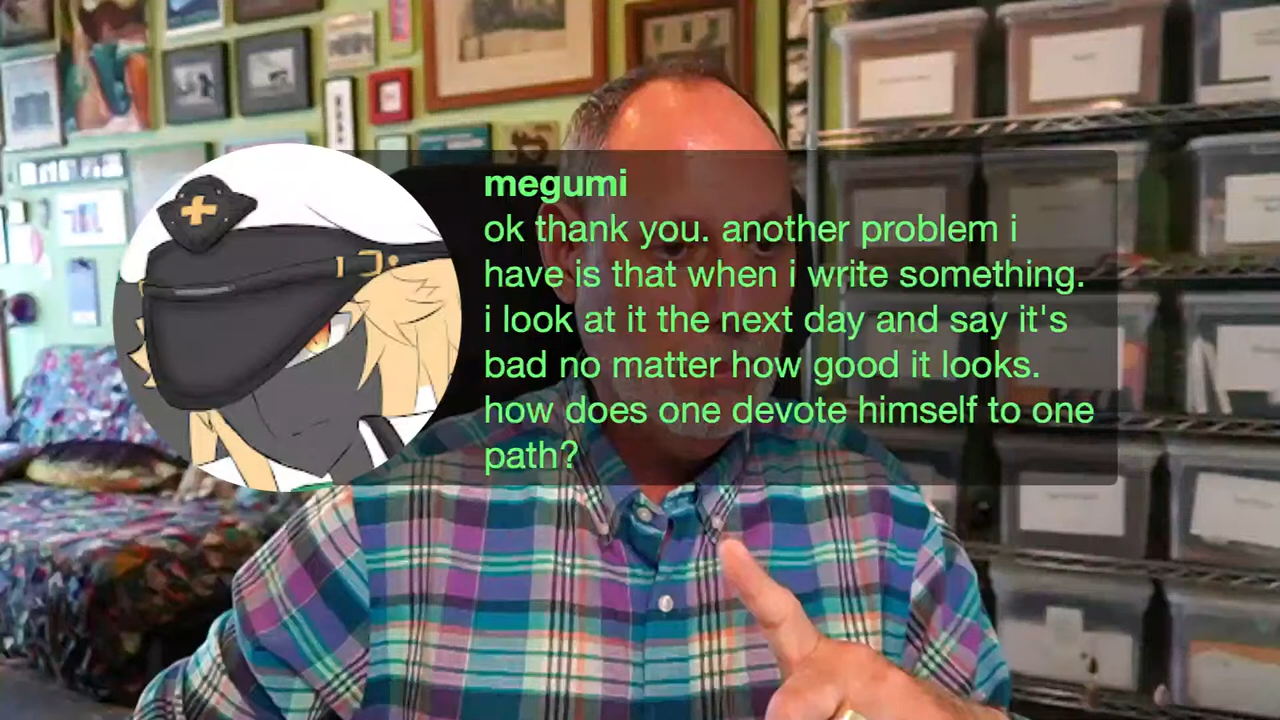 megumi
ok thank you. another problem i
have is that when i write something.
i look at it the next day and say it's
bad no matter how good it looks.
how does one devote himself to one
path?